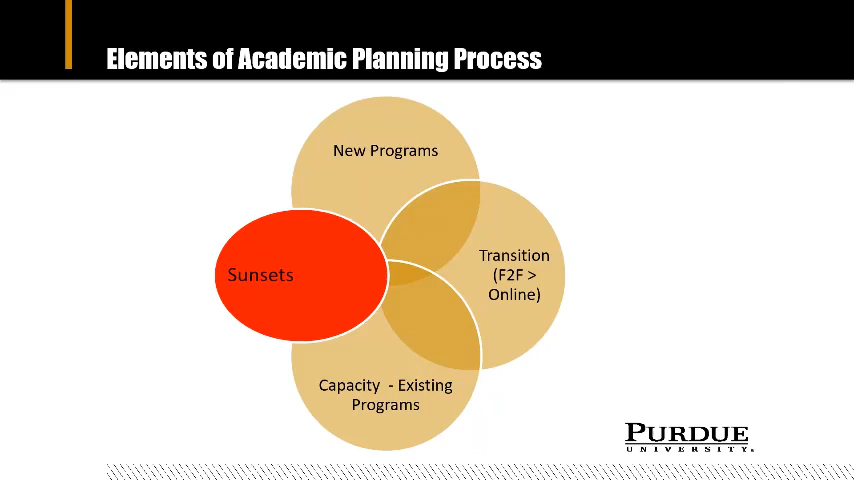 Elements of Academic Planning Process
New Programs
Transition
(F2F >
Online)
Sunsets
Capacity  - Existing
Programs
PURDUE
UNIVERSITY.